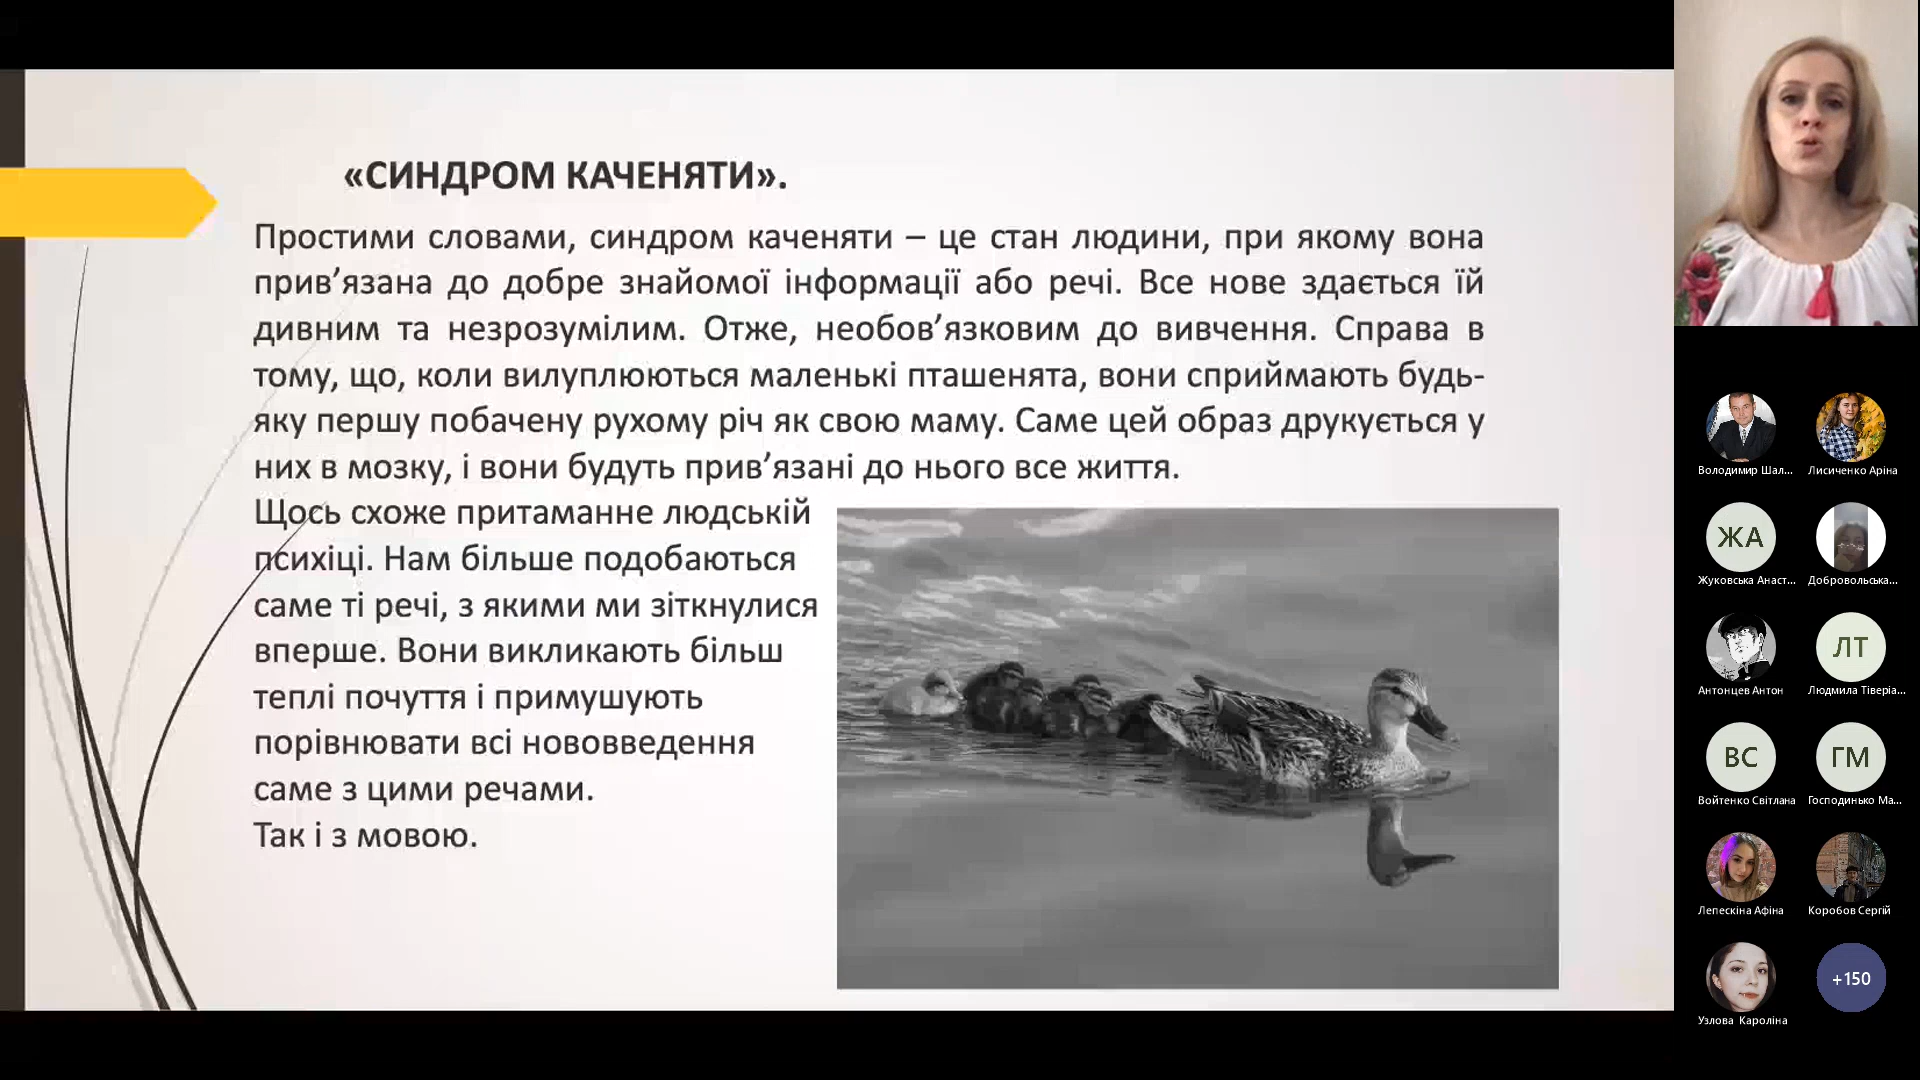 «СИНДРОМ КАЧЕНЯТИ».
Простими словами, синдром каченяти – це стан людини, при якому вона
прив’язана до добре знайомої інформації або речі. Все нове здається їй
дивним та незрозумілим. Отже, необов’язковим до вивчення. Справа в
тому, що, коли вилуплюються маленькі пташенята, вони сприймають будь-
яку першу побачену рухому річ як свою маму. Саме цей образ друкується у
них в мозку, і вони будуть прив’язані до нього все життя.
Щось схоже притаманне людській
психіці. Нам більше подобаються
саме ті речі, з якими ми зіткнулися
вперше. Вони викликають більш
теплі почуття і примушують
порівнювати всі нововведення
саме з цими речами.
Так і з мовою.
Володимир Шал...
Лисиченко Аріна
ЖА
Жуковська Анаст...
Добровольська...
Антонцев Антон
ЛТ
Людмила Тіверіа...
ВС
Войтенко Світлана
ГМ
Господинько Ма...
Лепескіна Афіна
Коробов Сергій
Узлова Кароліна
+150